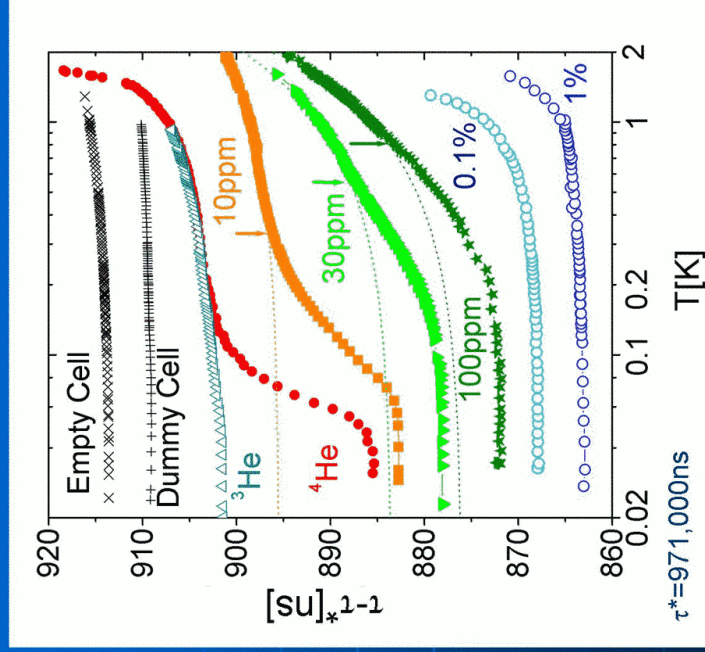 920
910
900
890
880
870
860
τ-τ*[ns]
Empty Cell
Dummy Cell
³He
⁴He
10ppm
30ppm
100ppm
0.1%
1%
0.02
0.1
0.2
1
2
T[K]
τ*=971,000ns